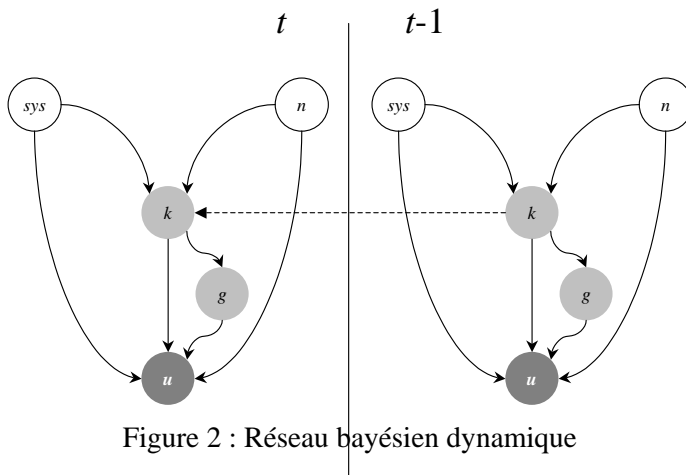 t t-1
sys n sys n
k k
g g
u u
Figure 2 : Réseau bayésien dynamique